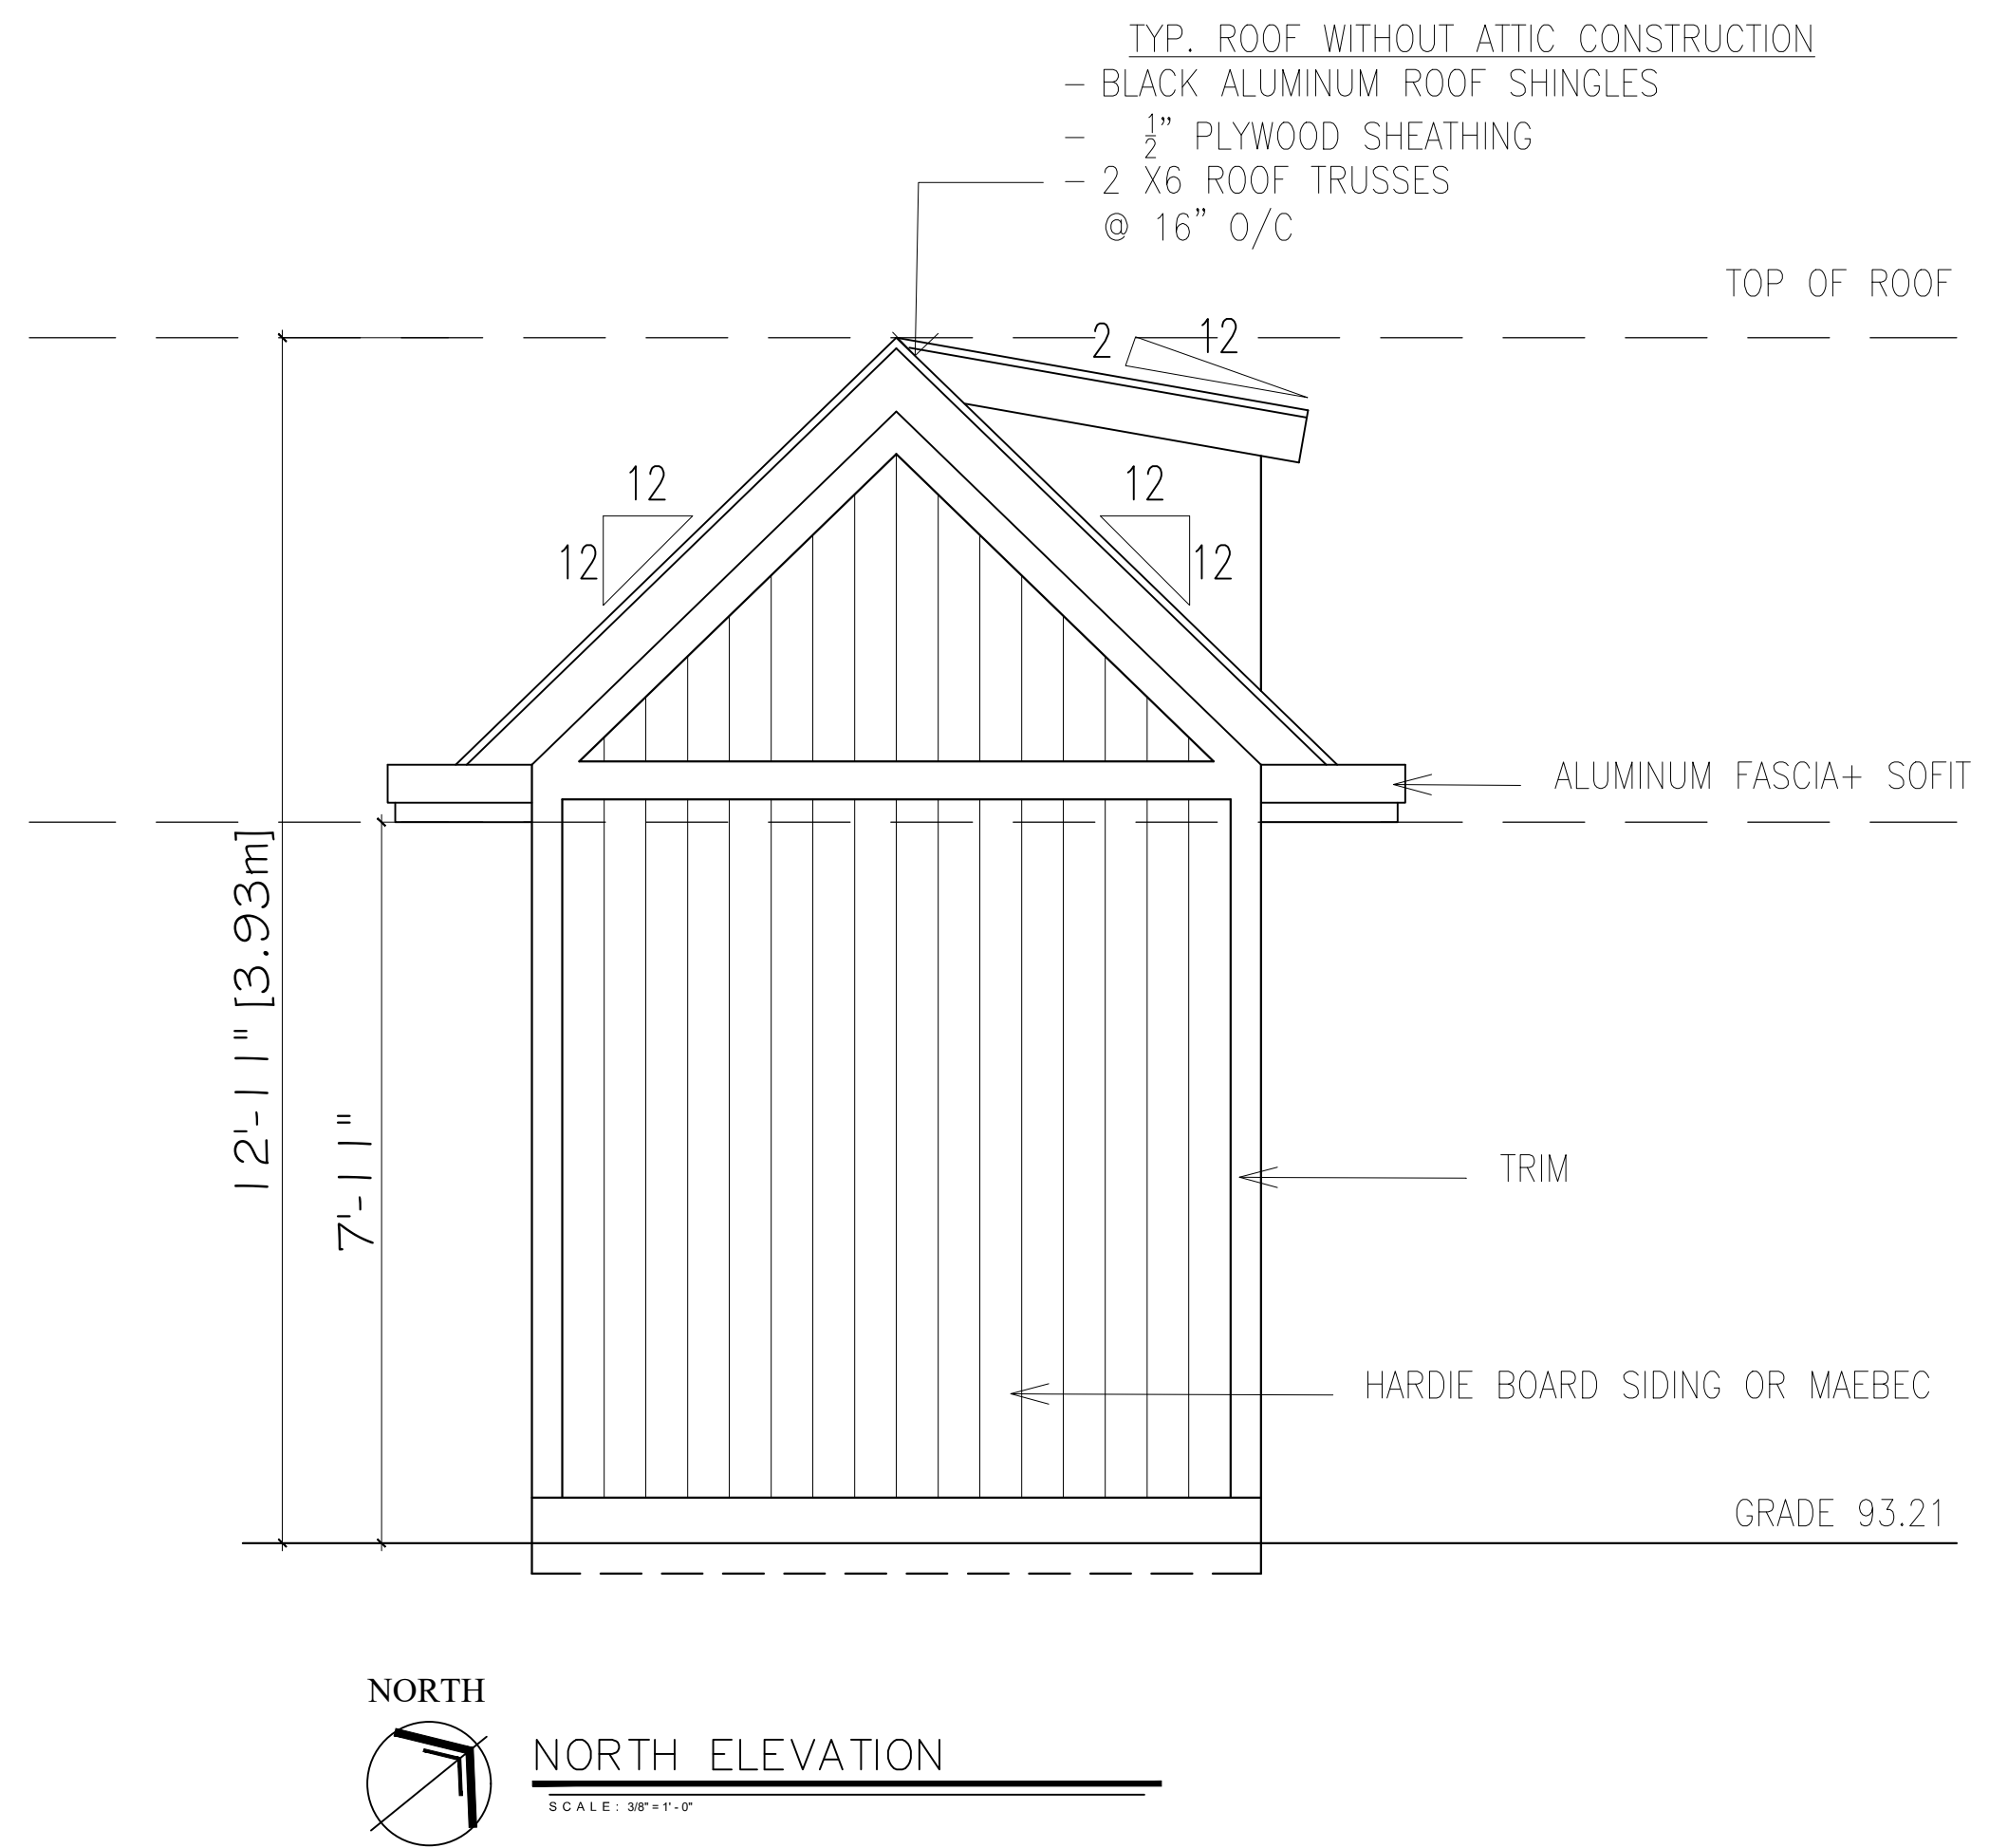 TYP. ROOF WITHOUT ATTIC CONSTRUCTION
- BLACK ALUMINUM ROOF SHINGLES
- 1/2" PLYWOOD SHEATHING
- 2 X6 ROOF TRUSSES
@ 16" O/C
TOP OF ROOF
2
12
12
12
12
12
ALUMINUM FASCIA+ SOFIT
12'-11" [3.93m]
7'-11"
TRIM
HARDIE BOARD SIDING OR MAEBEC
GRADE 93.21
NORTH
NORTH ELEVATION
SCALE: 3/8" = 1' - 0"